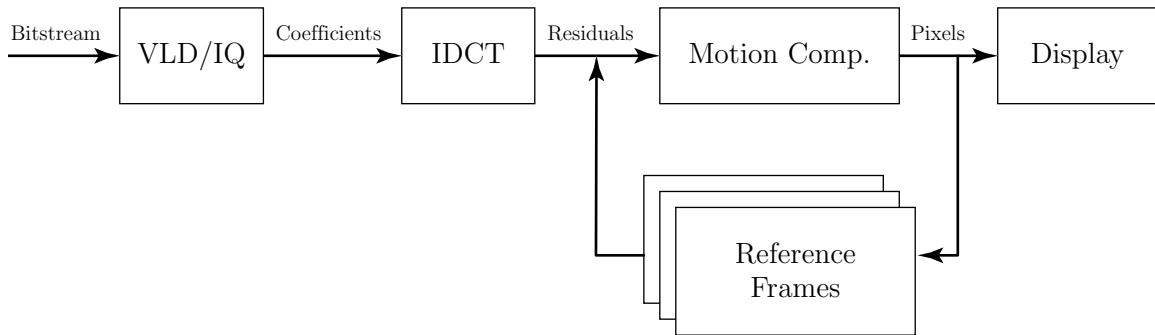 Bitstream
VLD/IQ
Coefficients
IDCT
Residuals
Motion Comp.
Pixels
Display
Reference
Frames